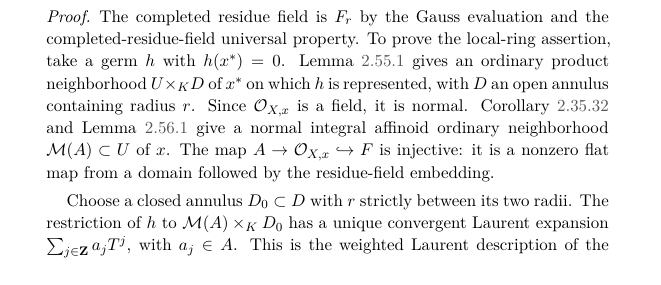 Proof. The completed residue field is F_r by the Gauss evaluation and the
completed-residue-field universal property. To prove the local-ring assertion,
take a germ h with h(x*) = 0. Lemma 2.55.1 gives an ordinary product
neighborhood U×_K D of x* on which h is represented, with D an open annulus
containing radius r. Since 𝒪_{X,x} is a field, it is normal. Corollary 2.35.32
and Lemma 2.56.1 give a normal integral affinoid ordinary neighborhood
ℳ(A) ⊂ U of x. The map A → 𝒪_{X,x} ↪ F is injective: it is a nonzero flat
map from a domain followed by the residue-field embedding.
Choose a closed annulus D_0 ⊂ D with r strictly between its two radii. The
restriction of h to ℳ(A) ×_K D_0 has a unique convergent Laurent expansion
∑_{j∈Z} a_j T^j, with a_j ∈ A. This is the weighted Laurent description of the